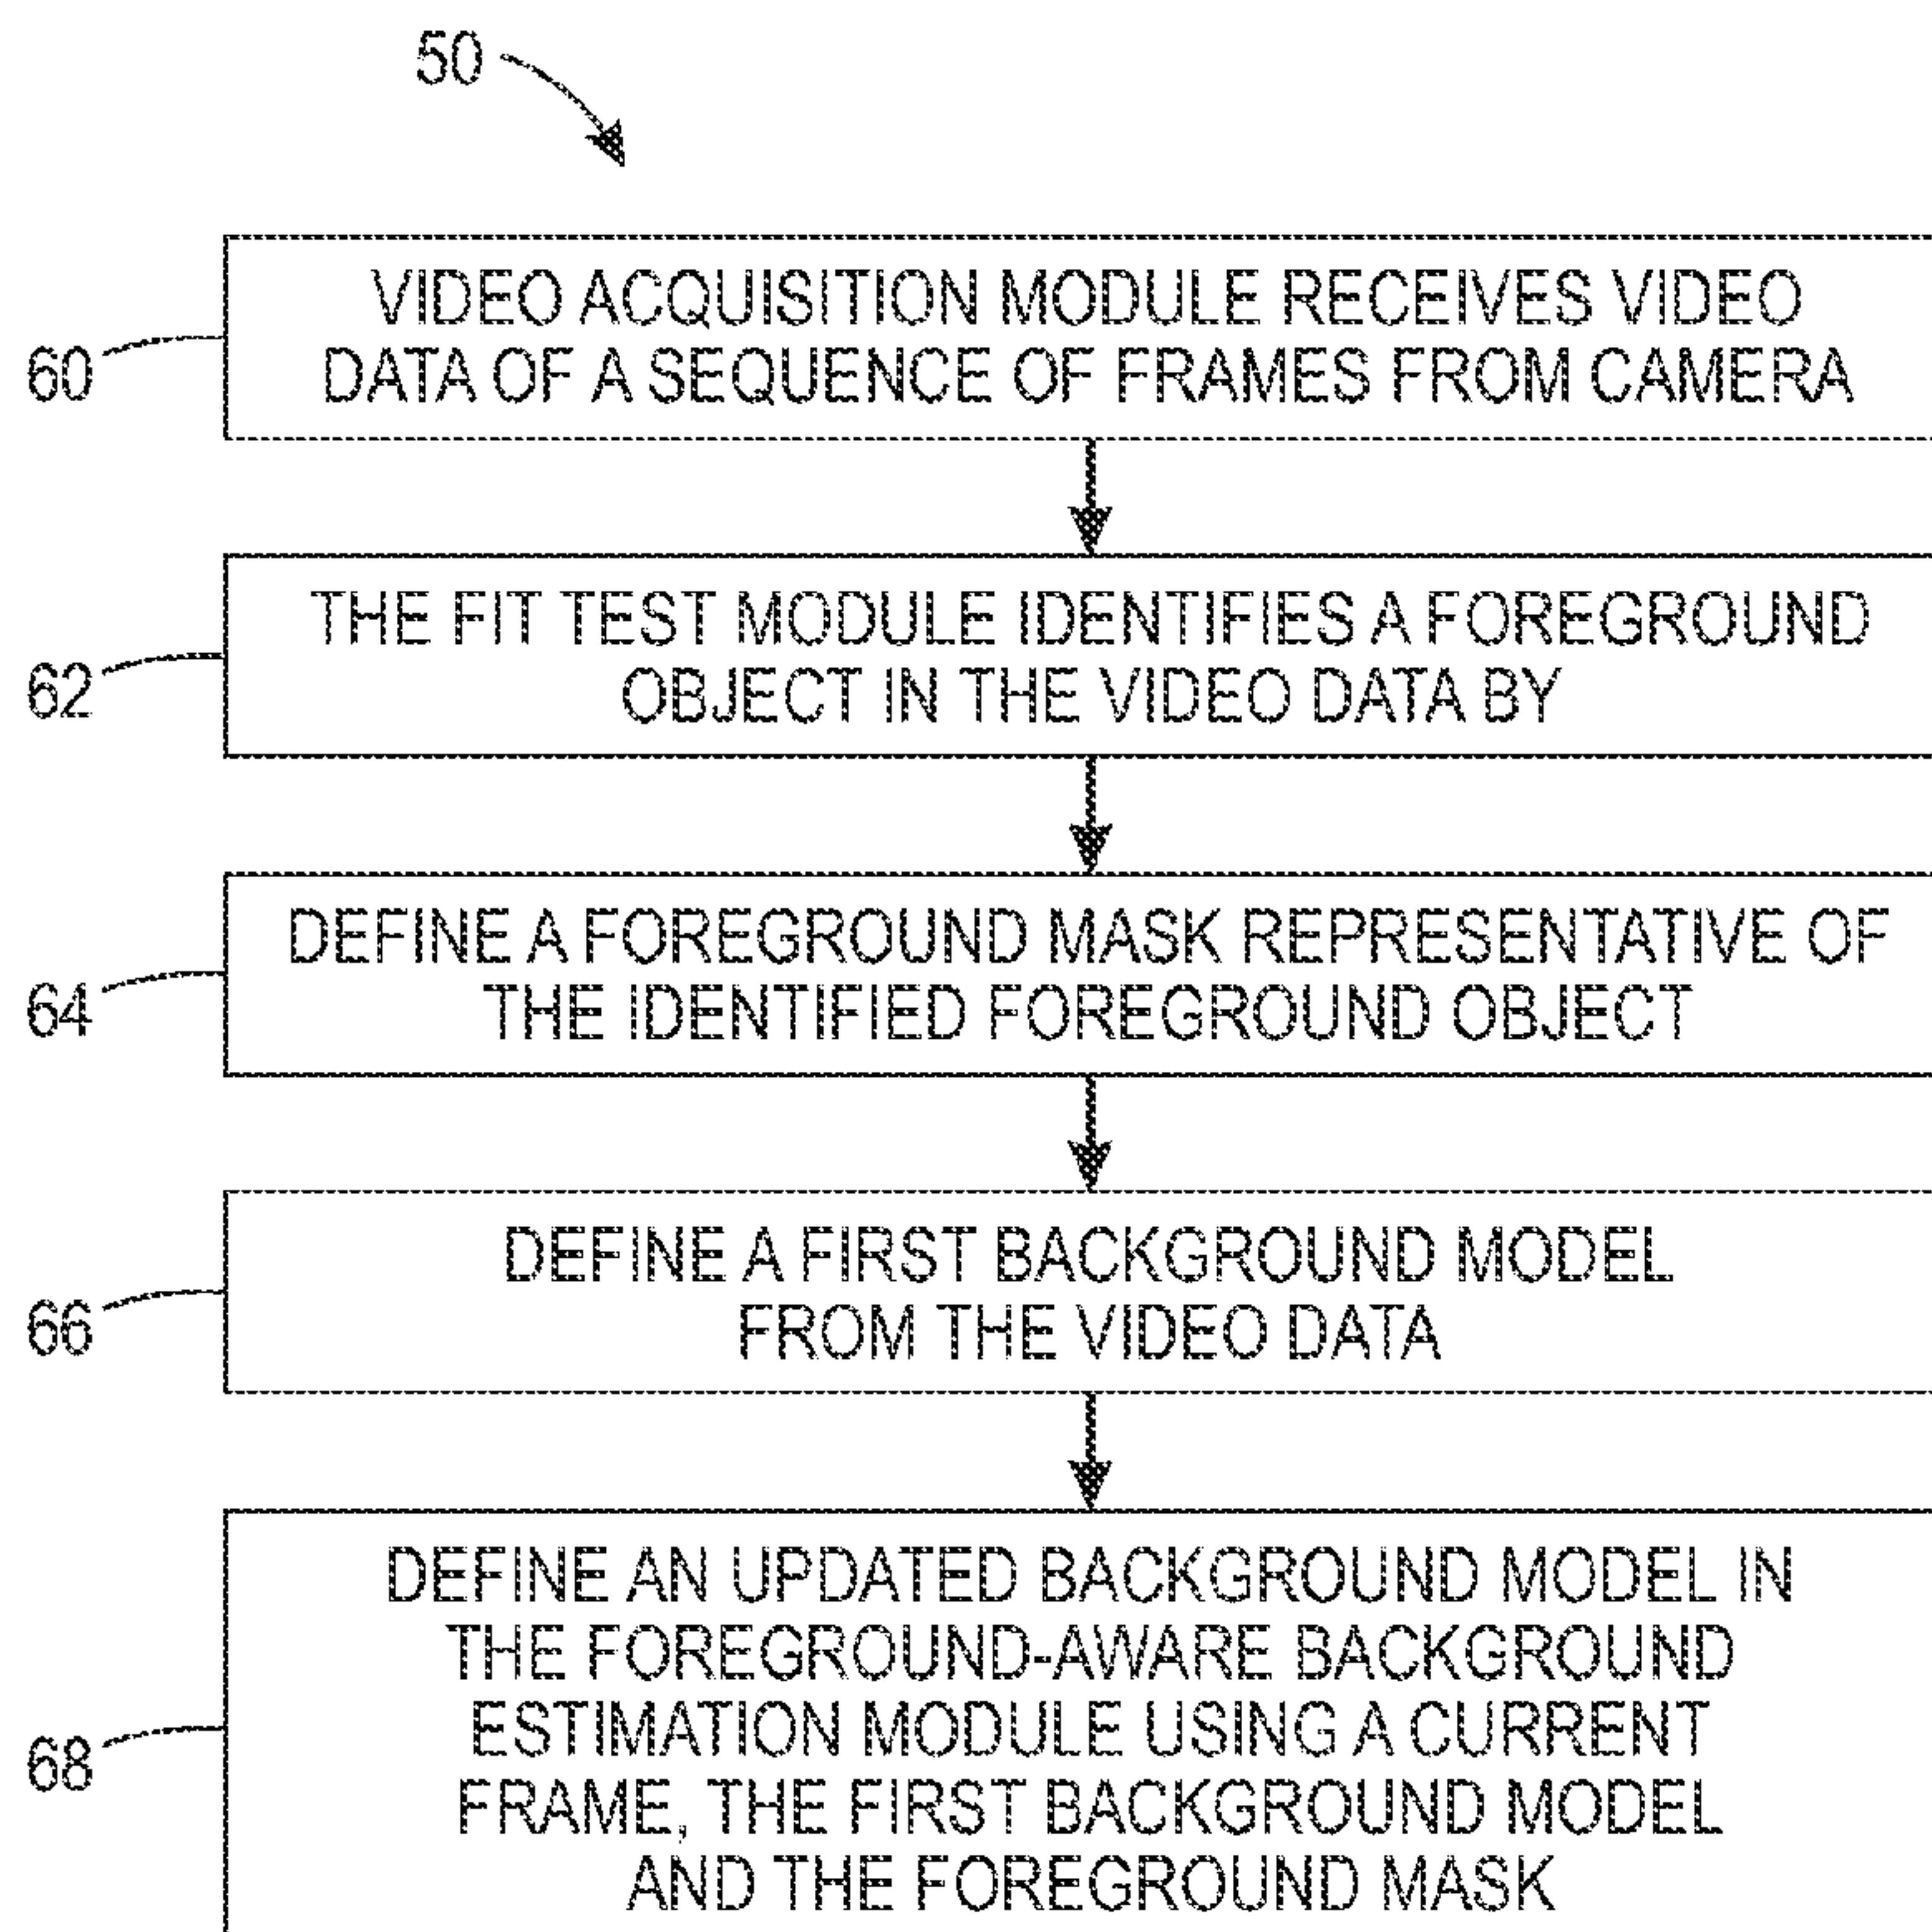 50
60
VIDEO ACQUISITION MODULE RECEIVES VIDEO
DATA OF A SEQUENCE OF FRAMES FROM CAMERA
62
THE FIT TEST MODULE IDENTIFIES A FOREGROUND
OBJECT IN THE VIDEO DATA BY
64
DEFINE A FOREGROUND MASK REPRESENTATIVE OF
THE IDENTIFIED FOREGROUND OBJECT
66
DEFINE A FIRST BACKGROUND MODEL
FROM THE VIDEO DATA
68
DEFINE AN UPDATED BACKGROUND MODEL IN
THE FOREGROUND-AWARE BACKGROUND
ESTIMATION MODULE USING A CURRENT
FRAME, THE FIRST BACKGROUND MODEL
AND THE FOREGROUND MASK